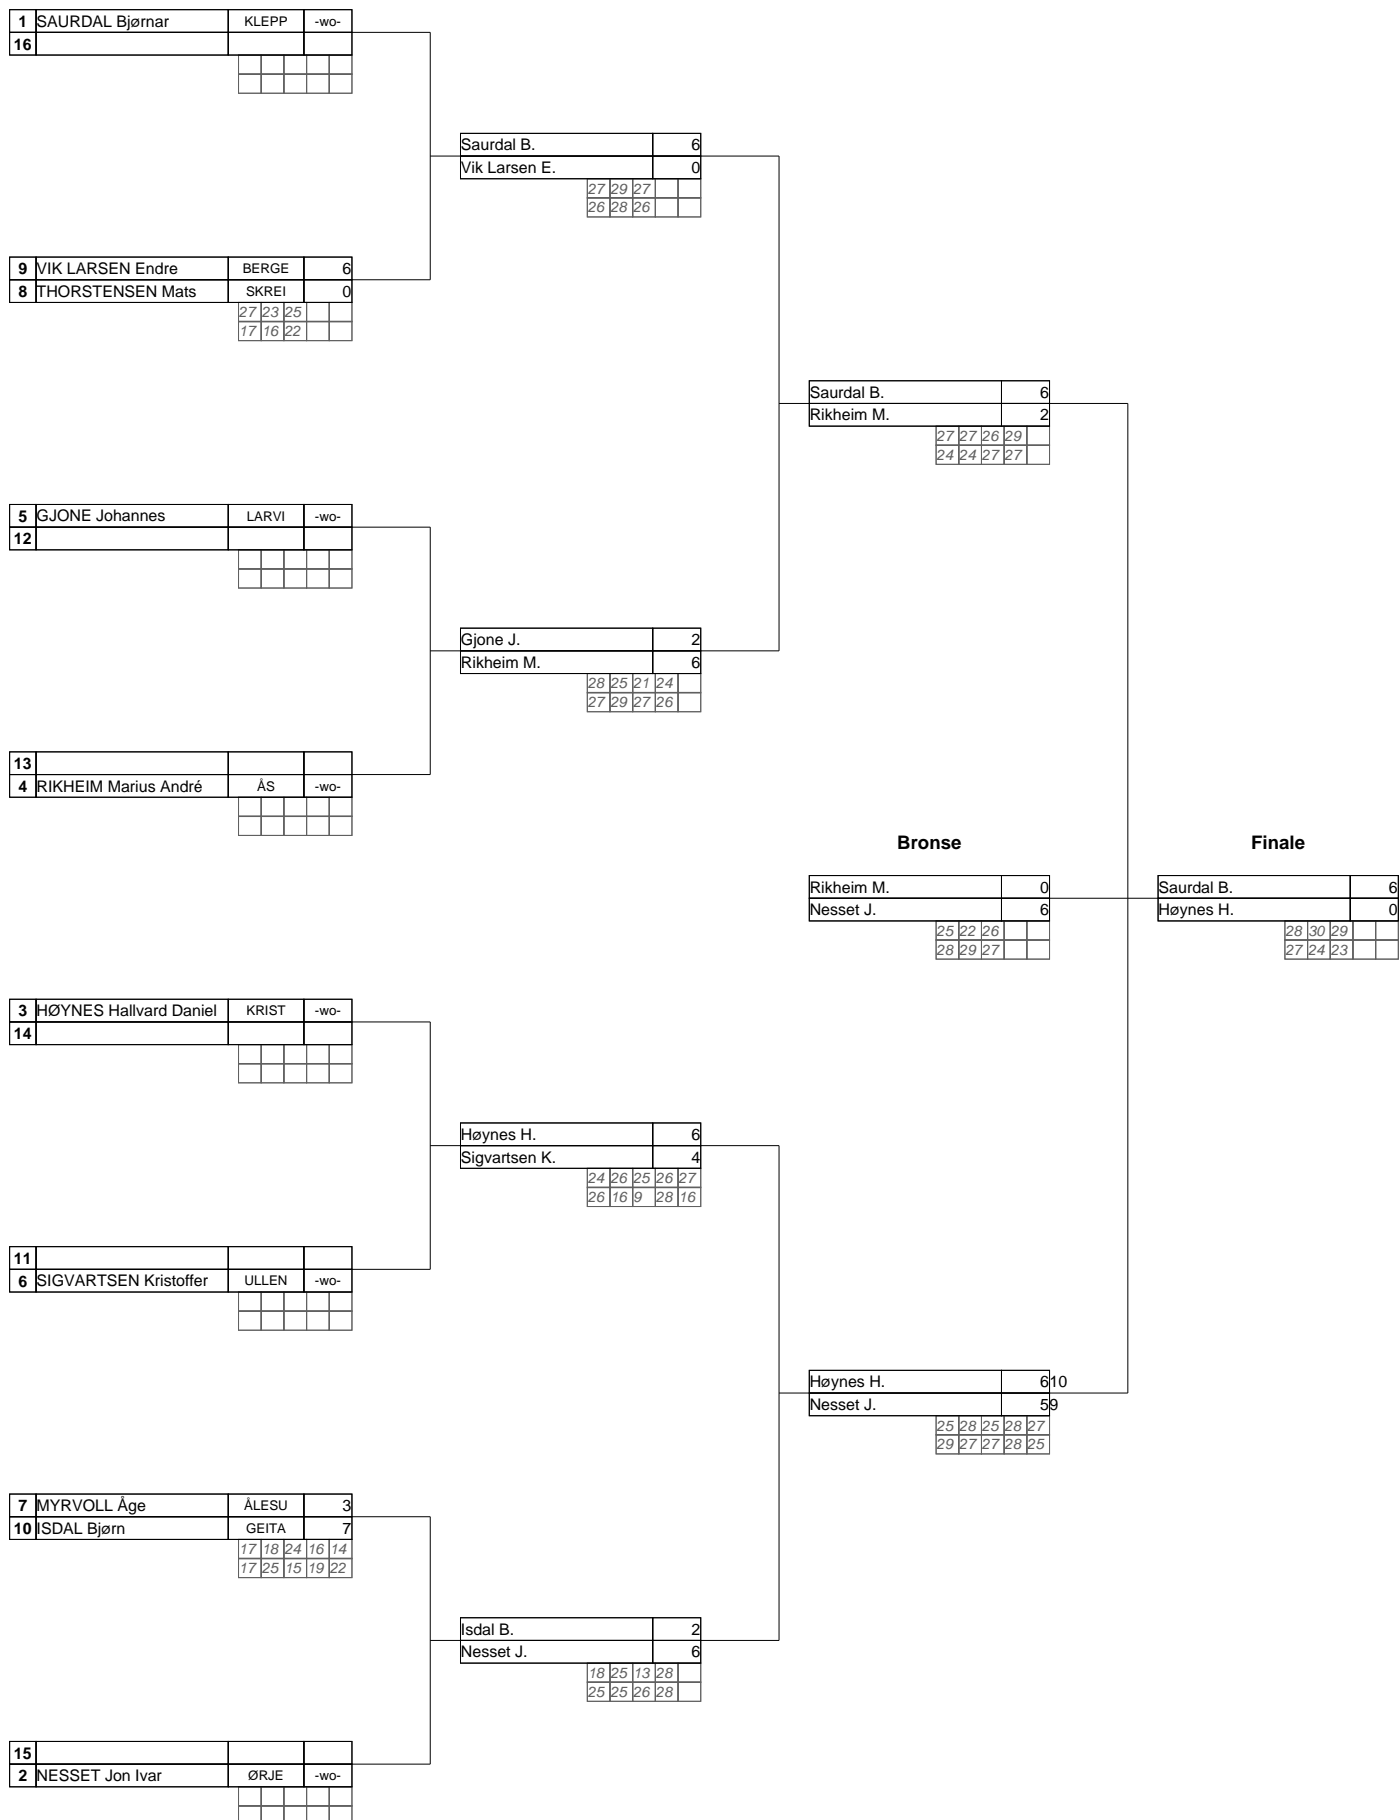 1 SAURDAL Bjørnar KLEPP -wo-
16
Saurdal B. 6
Vik Larsen E. 0
27 29 27
26 28 26
9 VIK LARSEN Endre BERGE 6
8 THORSTENSEN Mats SKREI 0
27 23 25
17 16 22
Saurdal B. 6
Rikheim M. 2
27 27 26 29
24 24 27 27
5 GJONE Johannes LARVI -wo-
12
Gjone J. 2
Rikheim M. 6
28 25 21 24
27 29 27 26
13
4 RIKHEIM Marius André ÅS -wo-
Bronse
Finale
Rikheim M. 0
Nesset J. 6
25 22 26
28 29 27
Saurdal B. 6
Høynes H. 0
28 30 29
27 24 23
3 HØYNES Hallvard Daniel KRIST -wo-
14
Høynes H. 6
Sigvartsen K. 4
24 26 25 26 27
26 16 9 28 16
11
6 SIGVARTSEN Kristoffer ULLEN -wo-
Høynes H. 610
Nesset J. 59
25 28 25 28 27
29 27 27 28 25
7 MYRVOLL Åge ÅLESU 3
10 ISDAL Bjørn GEITA 7
17 18 24 16 14
17 25 15 19 22
Isdal B. 2
Nesset J. 6
18 25 13 28
25 25 26 28
15
2 NESSET Jon Ivar ØRJE -wo-